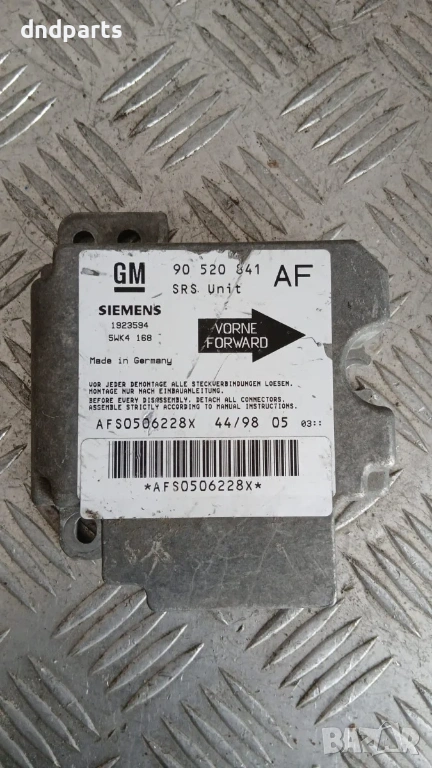 dndparts
GM
90 520 841 AF
SRS Unit
SIEMENS
1923594
5WK4 168
VORNE
FORWARD
Made in Germany
VOR JEDER DEMONTAGE ALLE STECKVERBINDUNGEN LOESEN.
MONTAGE NUR NACH EINBAUANLEITUNG.
BEFORE EVERY DISASSEMBLY, DETACH ALL CONNECTORS.
ASSEMBLE STRICTLY ACCORDING TO MANUAL INSTRUCTIONS.
AFS0506228X 44/98 05 03::
*AFS0506228X*
BAZAR